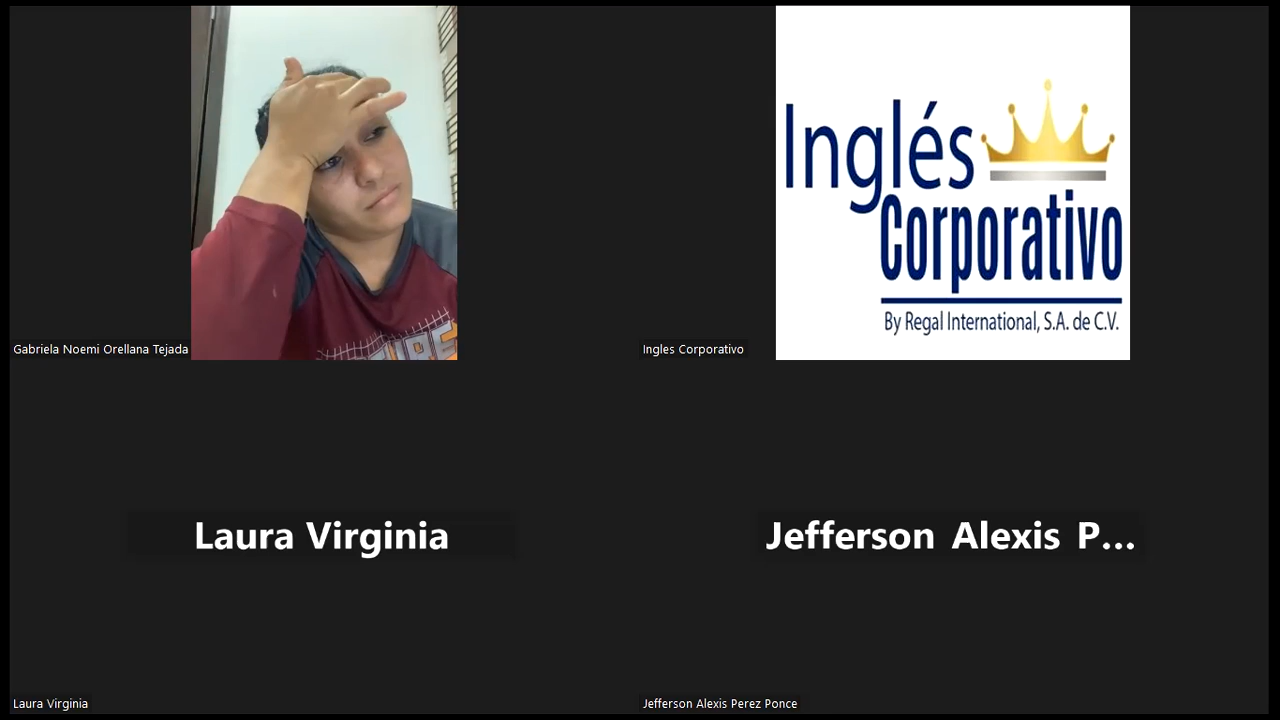 Gabriela Noemi Orellana Tejada
Inglés
Corporativo
By Regal International, S.A. de C.V.
Ingles Corporativo
Laura Virginia
Jefferson Alexis P...
Laura Virginia
Jefferson Alexis Perez Ponce